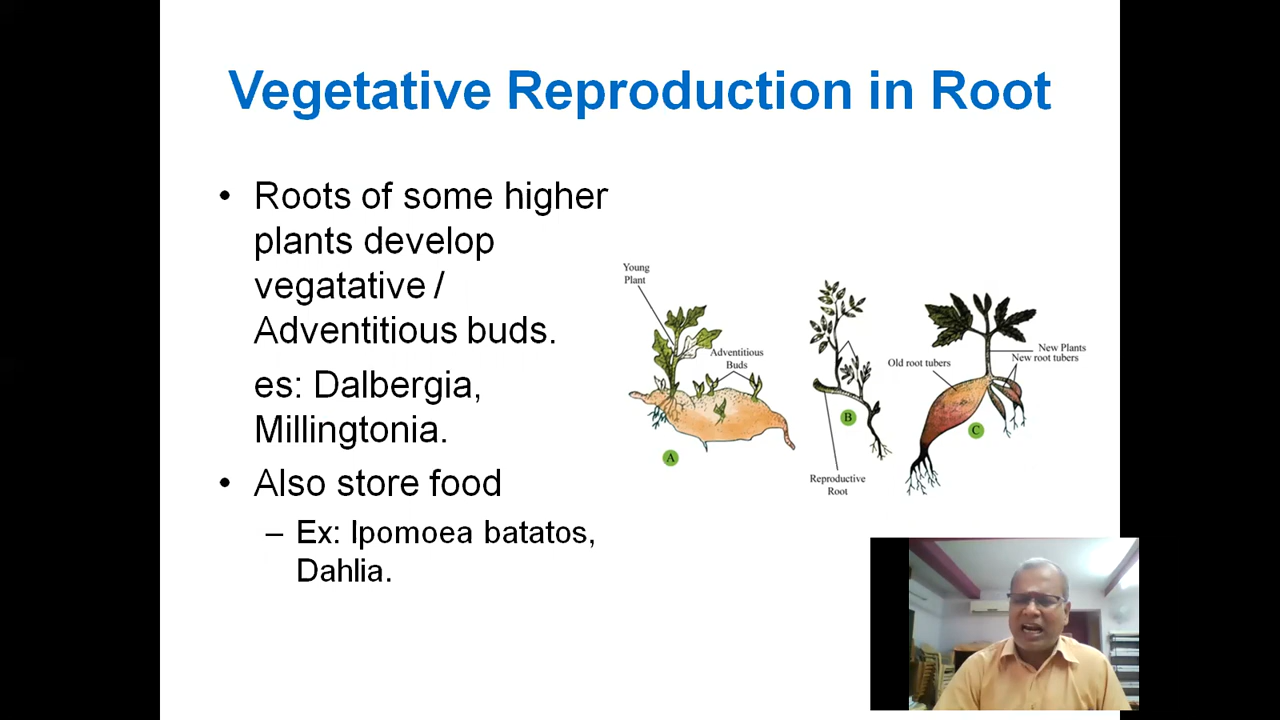 Vegetative Reproduction in Root
• Roots of some higher
plants develop
vegatative /
Adventitious buds.
es: Dalbergia,
Millingtonia.
• Also store food
– Ex: Ipomoea batatos,
Dahlia.
Young
Plant
Adventitious
Buds
A
B
Reproductive
Root
Old root tubers
New Plants
New root tubers
C